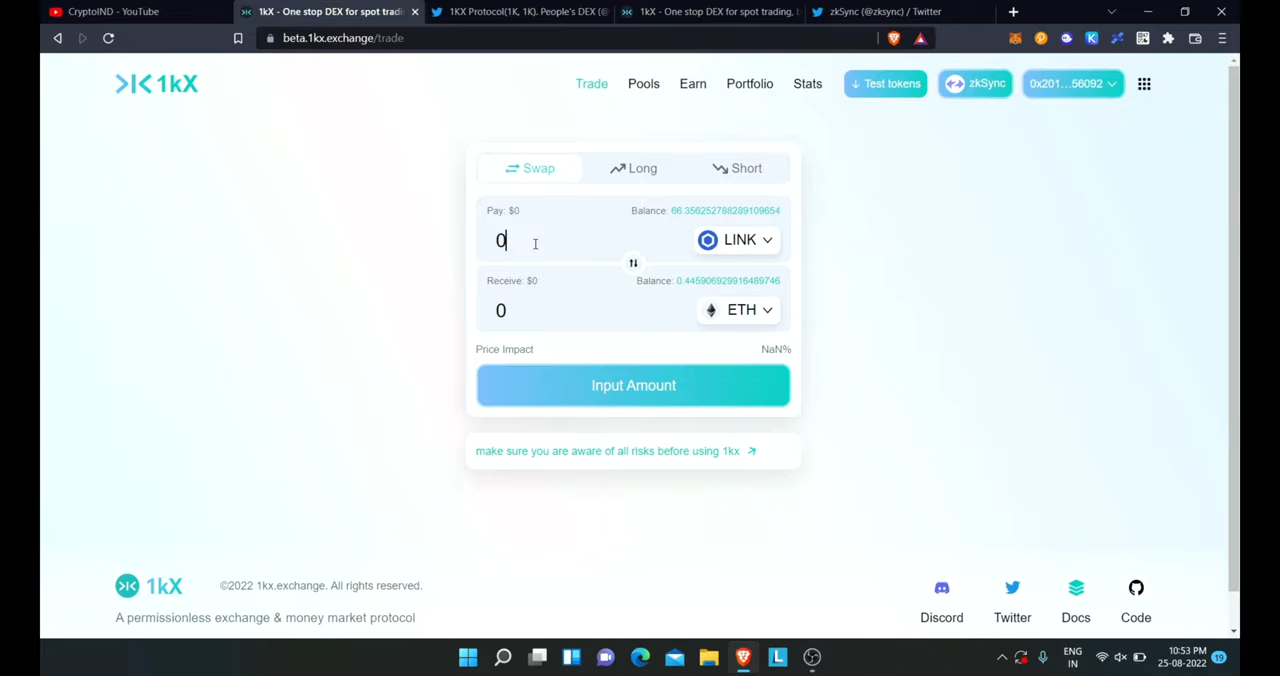 CryptoIND - YouTube
1kX - One stop DEX for spot tradi
1KX Protocol(1K, 1K). People's DEX (@
1kX - One stop DEX for spot trading, l
zkSync (@zksync) / Twitter
beta.1kx.exchange/trade
1kX
Trade
Pools
Earn
Portfolio
Stats
Test tokens
zkSync
0x201...56092
Swap
Long
Short
Pay: $0
Balance: 66.356252788289109654
0
LINK
Receive: $0
Balance: 0.445906929916489746
0
ETH
Price Impact
NaN%
Input Amount
make sure you are aware of all risks before using 1kx
1kX
©2022 1kx.exchange. All rights reserved.
A permissionless exchange & money market protocol
Discord
Twitter
Docs
Code
ENG
IN
10:53 PM
25-08-2022
19